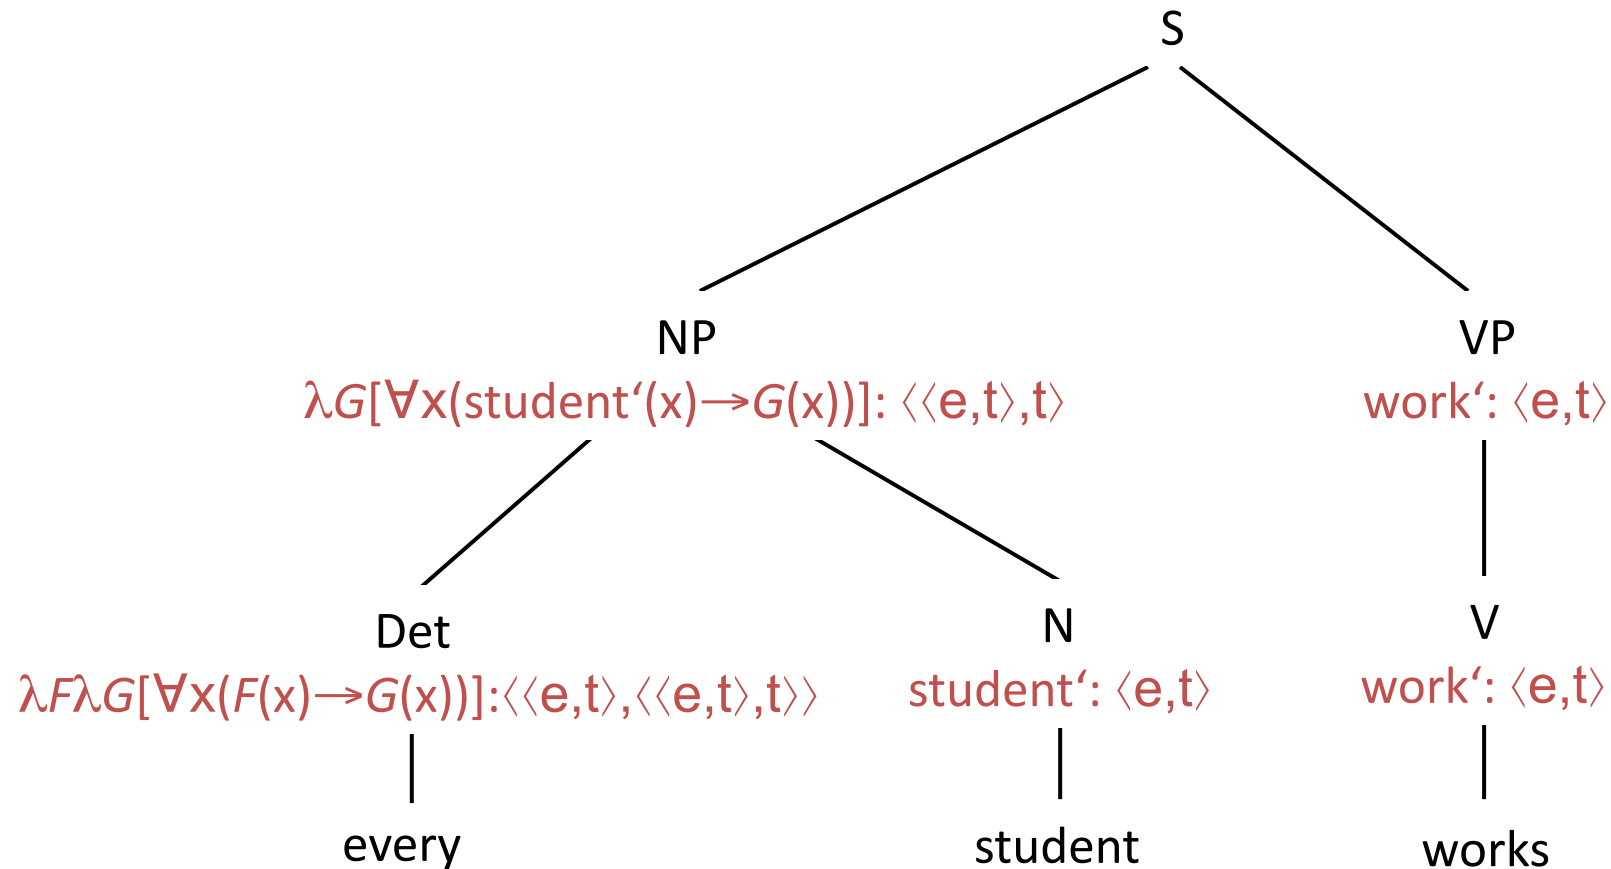 S
NP VP
λG[∀x(student‘(x)→G(x))]: ⟨⟨e,t⟩,t⟩ work‘: ⟨e,t⟩
Det N V
λFλG[∀x(F(x)→G(x))]:⟨⟨e,t⟩,⟨⟨e,t⟩,t⟩⟩ student‘: ⟨e,t⟩ work‘: ⟨e,t⟩
every student works